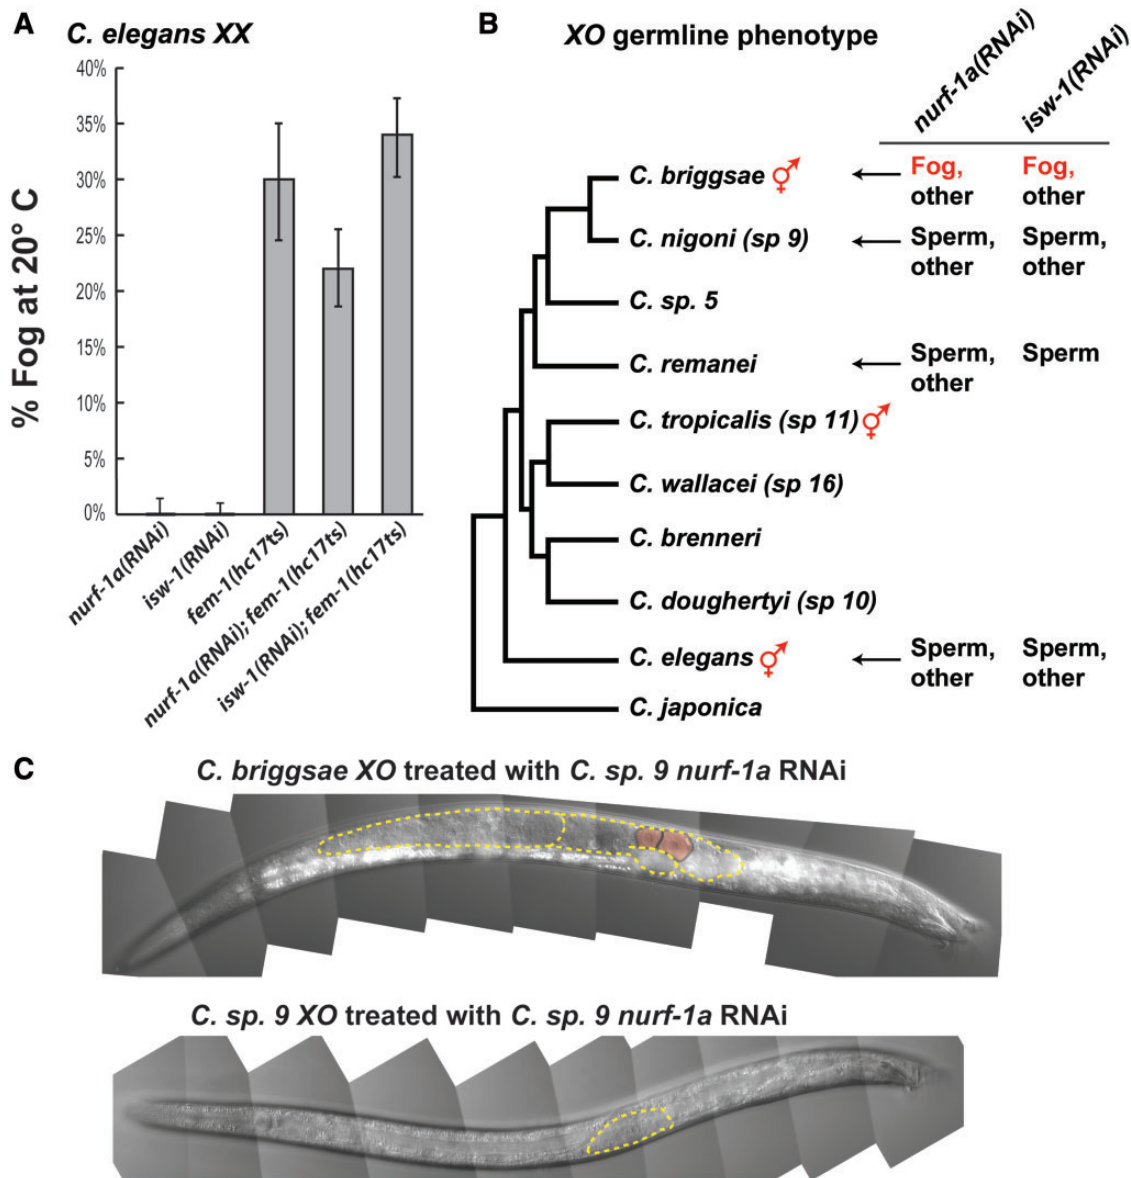 A
C. elegans XX
% Fog at 20° C
40%
35%
30%
25%
20%
15%
10%
5%
0%
nurf-1a(RNAi)
isw-1(RNAi)
fem-1(hc17ts)
nurf-1a(RNAi); fem-1(hc17ts)
isw-1(RNAi); fem-1(hc17ts)
B
XO germline phenotype
nurf-1a(RNAi)
isw-1(RNAi)
C. briggsae
Fog, other
Fog, other
C. nigoni (sp 9)
Sperm, other
Sperm, other
C. sp. 5
C. remanei
Sperm, other
Sperm
C. tropicalis (sp 11)
C. wallacei (sp 16)
C. brenneri
C. doughertyi (sp 10)
C. elegans
Sperm, other
Sperm, other
C. japonica
C
C. briggsae XO treated with C. sp. 9 nurf-1a RNAi
C. sp. 9 XO treated with C. sp. 9 nurf-1a RNAi